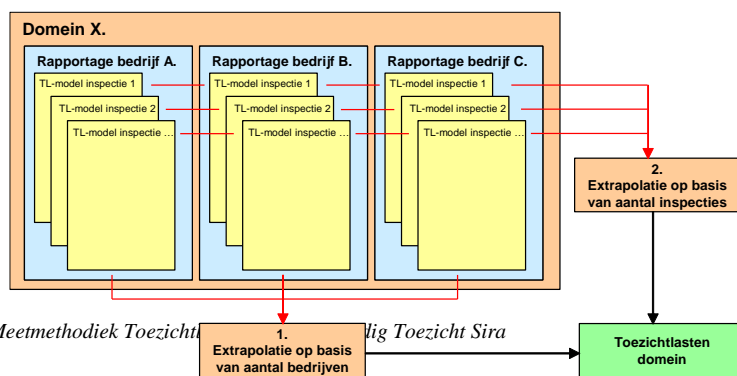 Domein X.
Rapportage bedrijf A.
Rapportage bedrijf B.
Rapportage bedrijf C.
TL-model inspectie 1
TL-model inspectie 1
TL-model inspectie 1
TL-model inspectie 2
TL-model inspectie 2
TL-model inspectie 2
TL-model inspectie …
TL-model inspectie …
TL-model inspectie …
2.
Extrapolatie op basis
van aantal inspecties
Meetmethodiek Toezicht dig Toezicht Sira
1.
Extrapolatie op basis
van aantal bedrijven
Toezichtlasten
domein